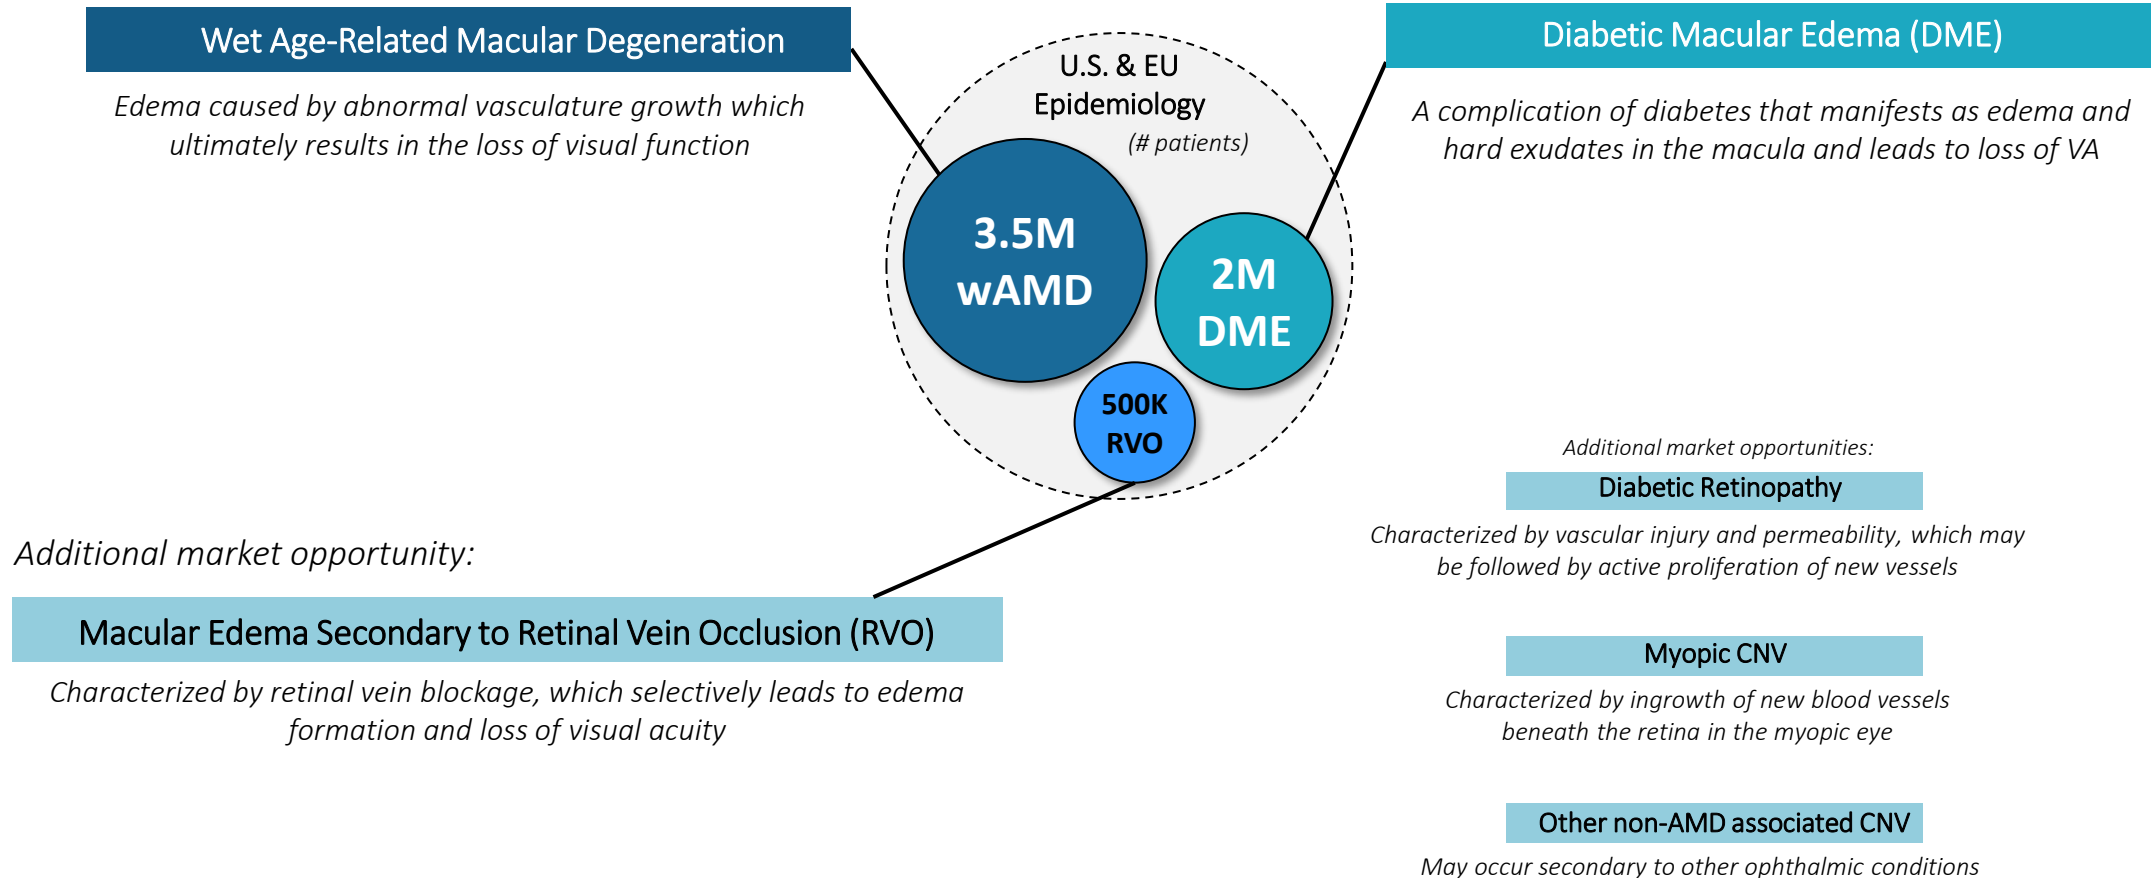 Wet Age-Related Macular Degeneration
Edema caused by abnormal vasculature growth which
ultimately results in the loss of visual function
U.S. & EU
Epidemiology
(# patients)
3.5M
wAMD
2M
DME
500K
RVO
Diabetic Macular Edema (DME)
A complication of diabetes that manifests as edema and
hard exudates in the macula and leads to loss of VA
Additional market opportunity:
Macular Edema Secondary to Retinal Vein Occlusion (RVO)
Characterized by retinal vein blockage, which selectively leads to edema
formation and loss of visual acuity
Additional market opportunities:
Diabetic Retinopathy
Characterized by vascular injury and permeability, which may
be followed by active proliferation of new vessels
Myopic CNV
Characterized by ingrowth of new blood vessels
beneath the retina in the myopic eye
Other non-AMD associated CNV
May occur secondary to other ophthalmic conditions